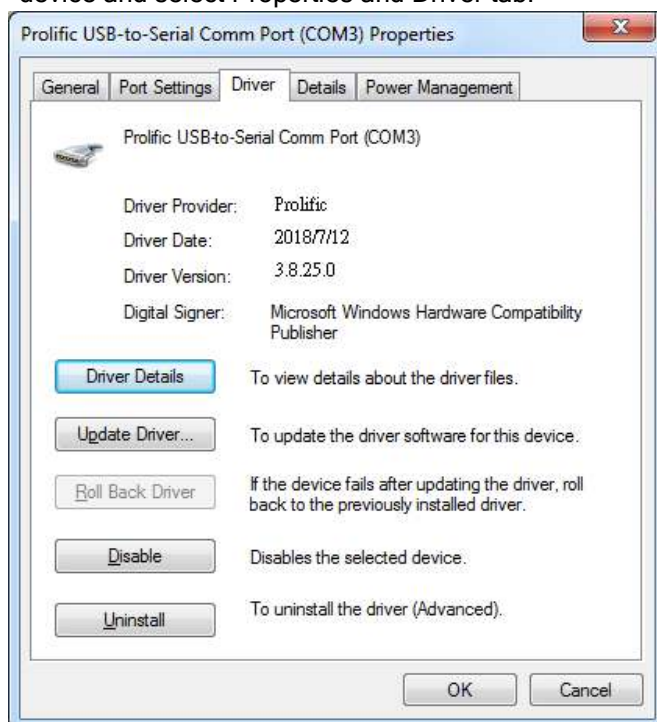 device and select Properties and Driver tab.
Prolific USB-to-Serial Comm Port (COM3) Properties
General Port Settings Driver Details Power Management
Prolific USB-to-Serial Comm Port (COM3)
Driver Provider: Prolific
Driver Date: 2018/7/12
Driver Version: 3.8.25.0
Digital Signer: Microsoft Windows Hardware Compatibility
Publisher
Driver Details To view details about the driver files.
Update Driver... To update the driver software for this device.
Roll Back Driver If the device fails after updating the driver, roll
back to the previously installed driver.
Disable Disables the selected device.
Uninstall To uninstall the driver (Advanced).
OK Cancel